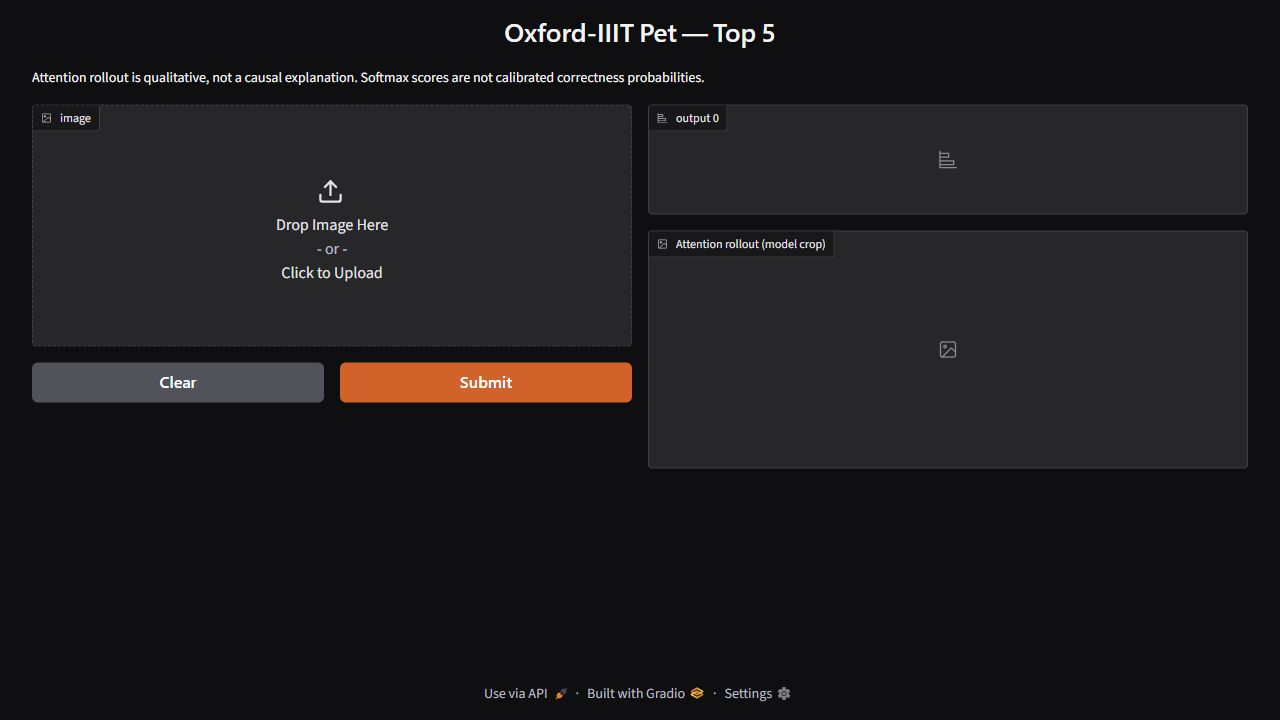 Oxford-IIIT Pet — Top 5
Attention rollout is qualitative, not a causal explanation. Softmax scores are not calibrated correctness probabilities.
image
Drop Image Here
- or -
Click to Upload
Clear
Submit
output 0
Attention rollout (model crop)
Use via API · Built with Gradio · Settings